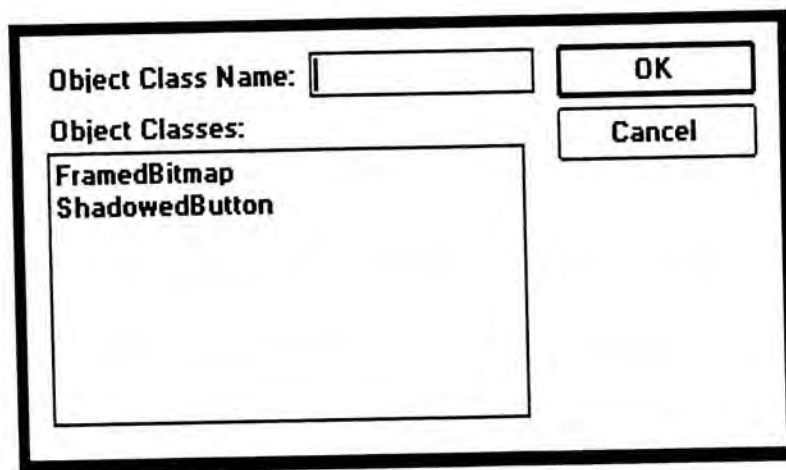 Object Class Name:
OK
Object Classes:
Cancel
FramedBitmap
ShadowedButton